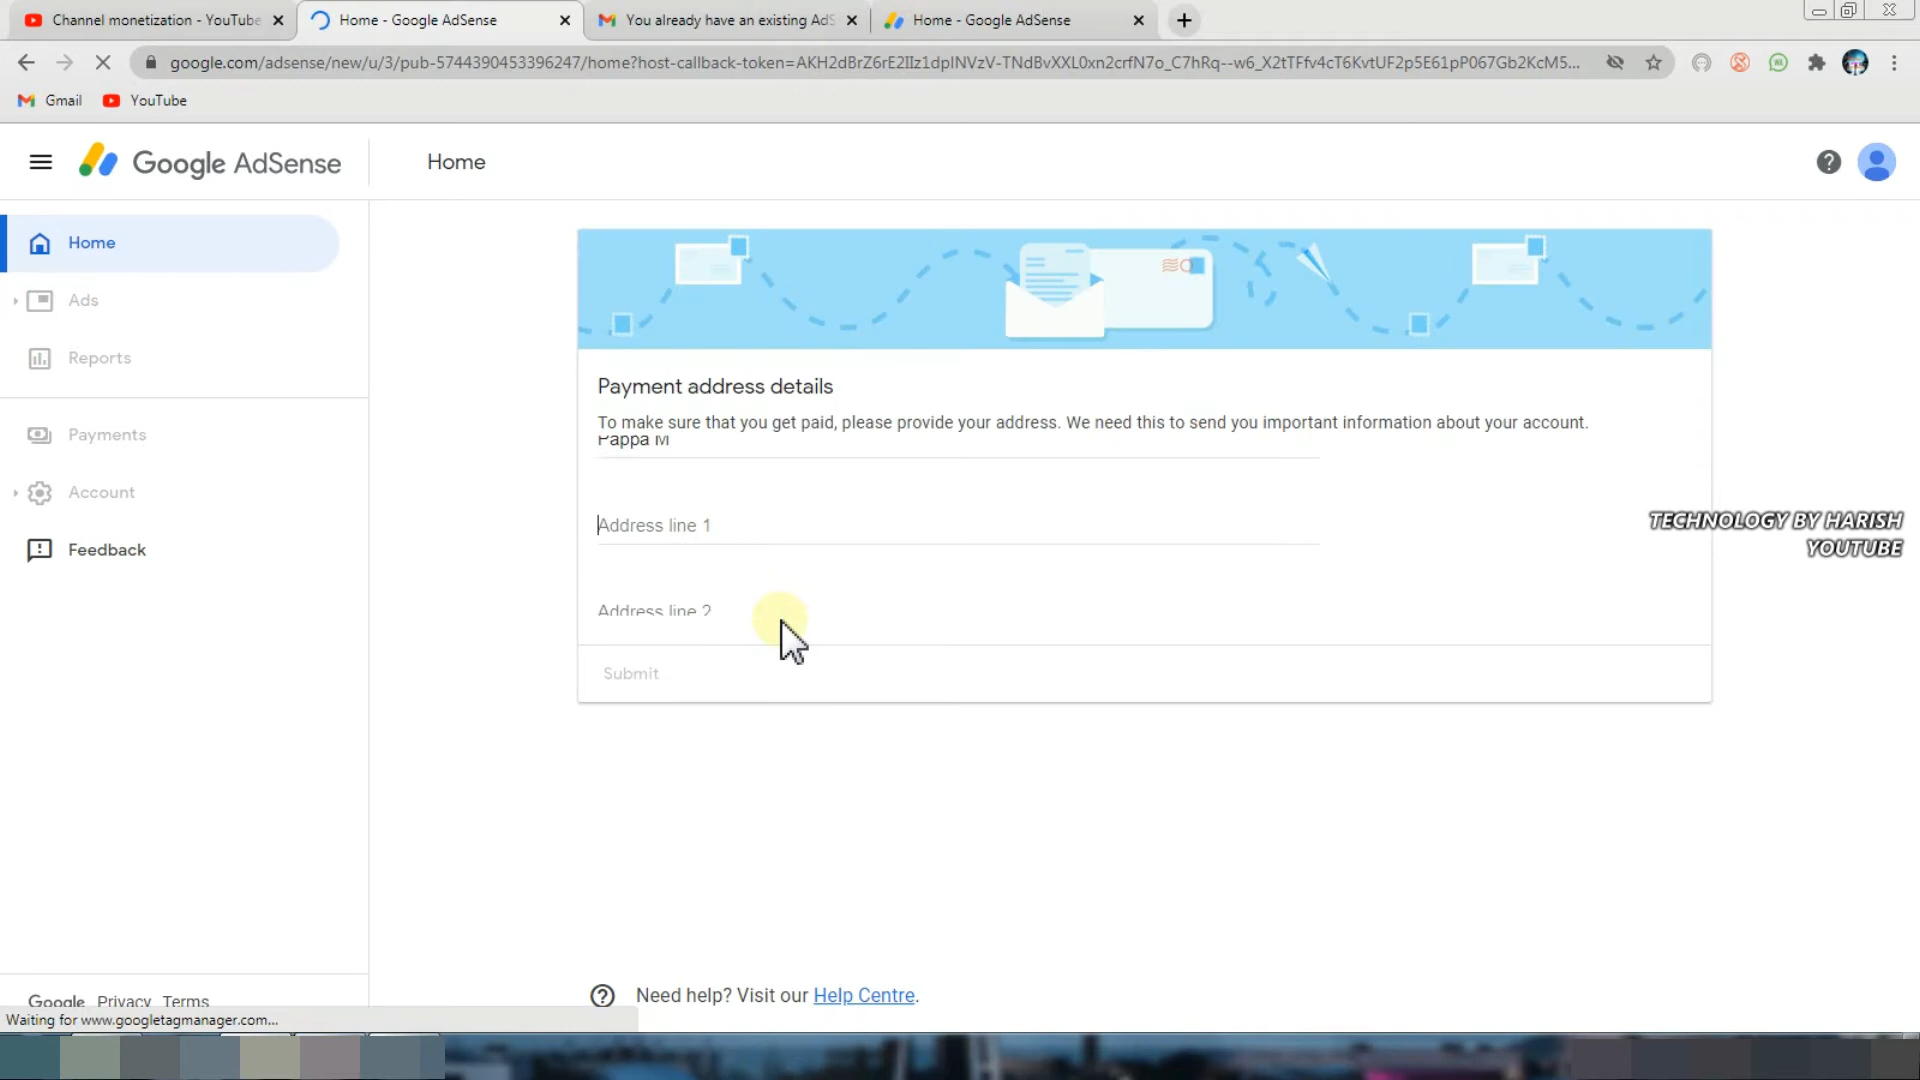 Channel monetization - YouTube
Home - Google AdSense
You already have an existing AdS
Home - Google AdSense
google.com/adsense/new/u/3/pub-5744390453396247/home?host-callback-token=AKH2dBrZ6rE2IIz1dpINVzV-TNdBvXXL0xn2crfN7o_C7hRq--w6_X2tTFfv4cT6KvtUF2p5E61pP067Gb2KcM5...
Gmail
YouTube
Google AdSense
Home
Home
Ads
Reports
Payments
Account
Feedback
Payment address details
To make sure that you get paid, please provide your address. We need this to send you important information about your account.
Pappa M
Address line 1
Address line 2
Submit
TECHNOLOGY BY HARISH
YOUTUBE
Need help? Visit our Help Centre.
Google Privacy Terms
Waiting for www.googletagmanager.com...